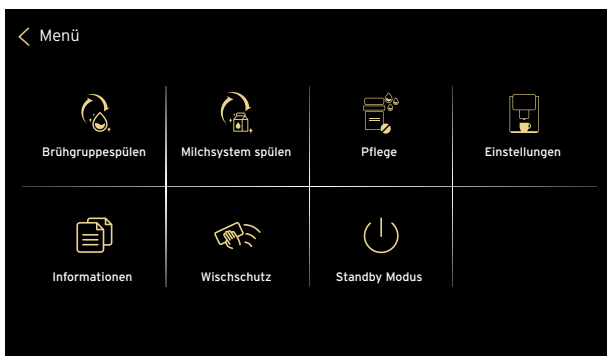 Menü
Brühgruppespülen
Milchsystem spülen
Pflege
Einstellungen
Informationen
Wischschutz
Standby Modus